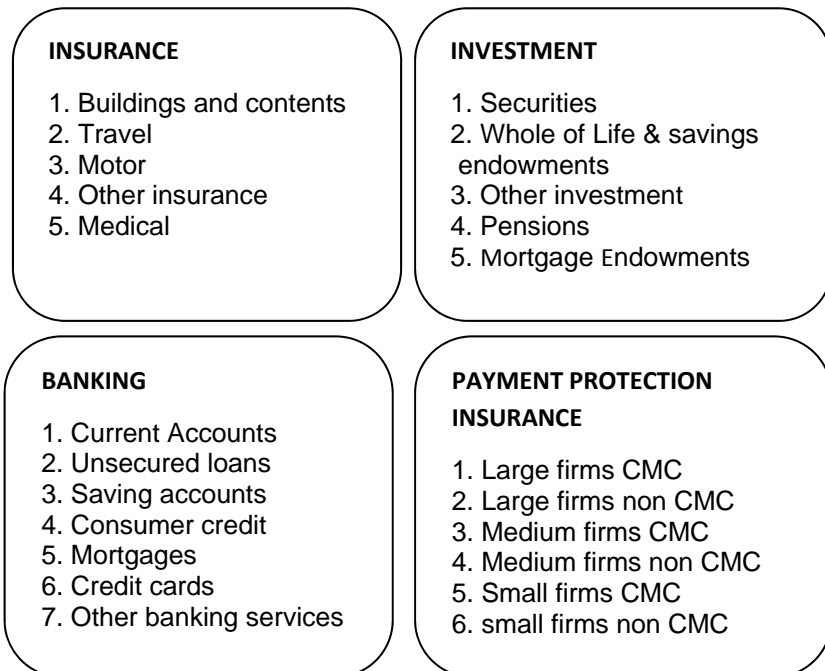 INSURANCE
1. Buildings and contents
2. Travel
3. Motor
4. Other insurance
5. Medical
INVESTMENT
1. Securities
2. Whole of Life & savings
endowments
3. Other investment
4. Pensions
5. Mortgage Endowments
BANKING
1. Current Accounts
2. Unsecured loans
3. Saving accounts
4. Consumer credit
5. Mortgages
6. Credit cards
7. Other banking services
PAYMENT PROTECTION
INSURANCE
1. Large firms CMC
2. Large firms non CMC
3. Medium firms CMC
4. Medium firms non CMC
5. Small firms CMC
6. small firms non CMC